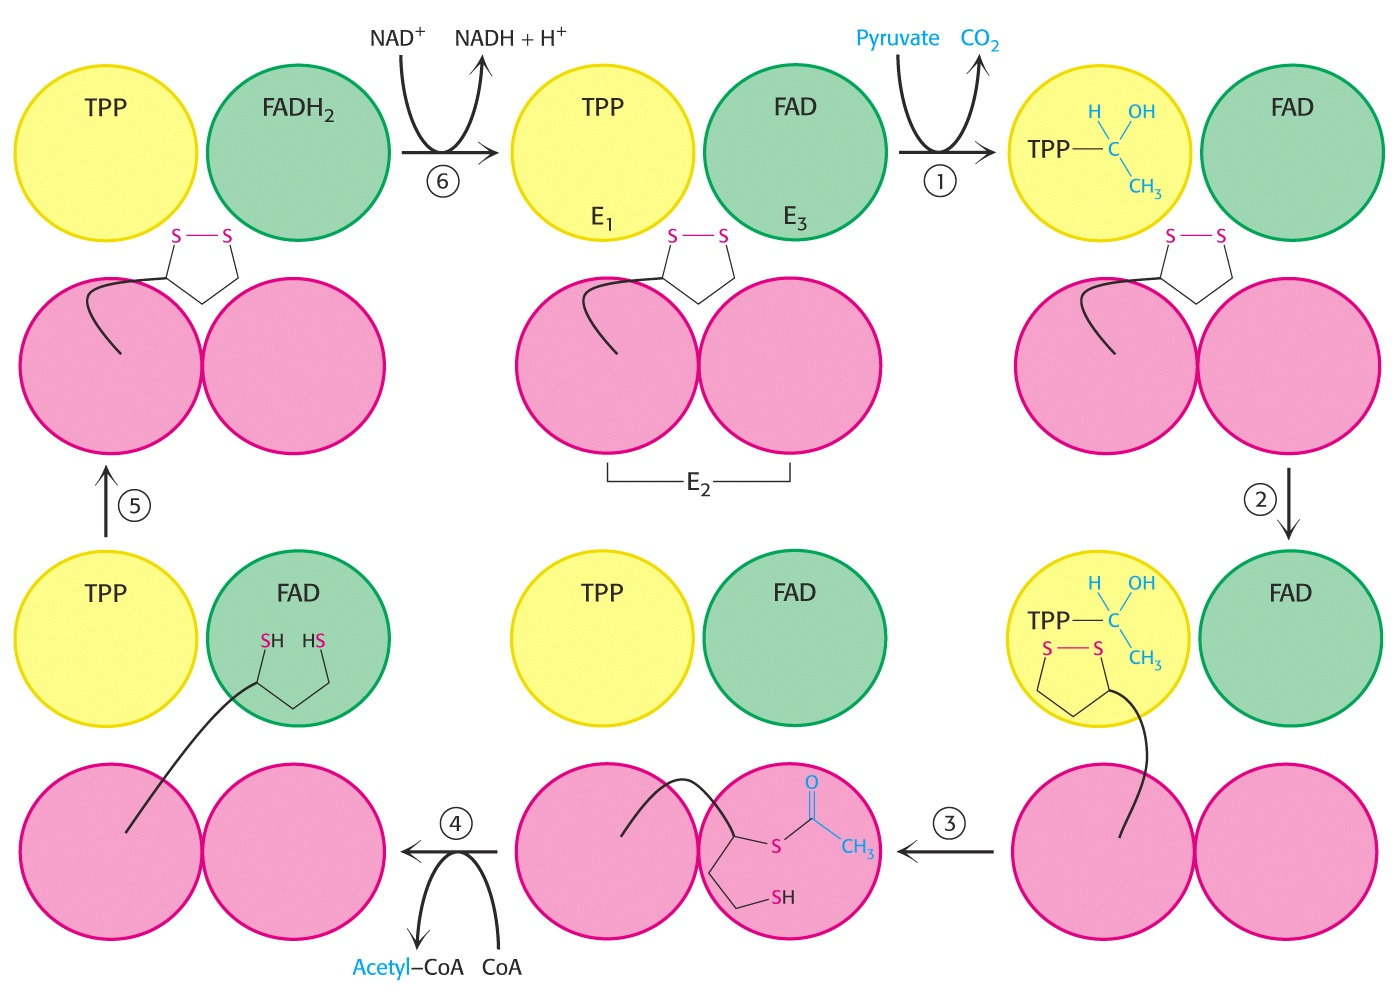 NAD⁺ NADH + H⁺ Pyruvate CO₂
TPP FADH₂ TPP FAD TPP H OH C CH₃ FAD
⑥ ①
E₁ E₃
S S S S S S
E₂
⑤ ②
TPP FAD TPP FAD TPP H OH C CH₃ FAD
SH HS S S
O
④ ③
S CH₃
SH
Acetyl–CoA CoA